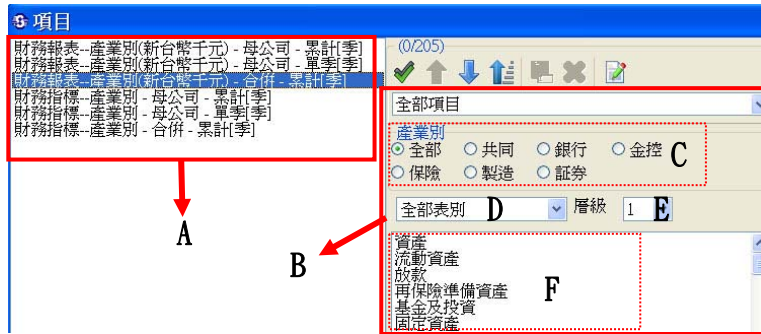 項目
財務報表--產業別(新台幣千元) - 母公司 - 累計[季]
財務報表--產業別(新台幣千元) - 母公司 - 單季[季]
財務報表--產業別(新台幣千元) - 合併 - 累計[季]
財務指標--產業別 - 母公司 - 累計[季]
財務指標--產業別 - 母公司 - 單季[季]
財務指標--產業別 - 合併 - 累計[季]
A
(0/205)
全部項目
產業別
全部 共同 銀行 金控 C
保險 製造 証券
全部表別 D 層級 1 E
B
資產
流動資產
放款
再保險準備資產
基金及投資
固定資產
F